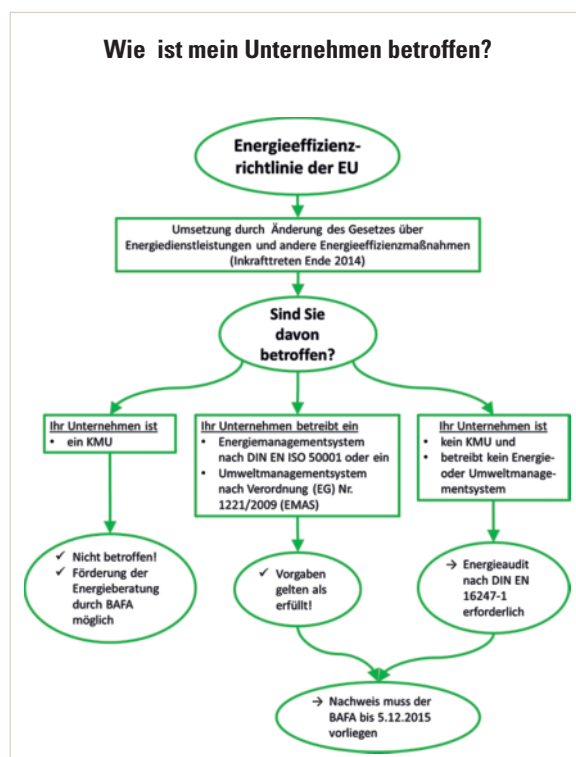 Wie ist mein Unternehmen betroffen?
Energieeffizienz-
richtlinie der EU
Umsetzung durch Änderung des Gesetzes über
Energiedienstleistungen und andere Energieeffizienzmaßnahmen
(Inkrafttreten Ende 2014)
Sind Sie
davon
betroffen?
Ihr Unternehmen ist
• ein KMU
Ihr Unternehmen betreibt ein
• Energiemanagementsystem
nach DIN EN ISO 50001 oder ein
• Umweltmanagementsystem
nach Verordnung (EG) Nr.
1221/2009 (EMAS)
Ihr Unternehmen ist
• kein KMU und
• betreibt kein Energie-
oder Umweltmanage-
mentsystem
✓ Nicht betroffen!
✓ Förderung der
Energieberatung
durch BAFA
möglich
✓ Vorgaben
gelten als
erfüllt!
→ Energieaudit
nach DIN EN
16247-1
erforderlich
→ Nachweis muss der
BAFA bis 5.12.2015
vorliegen